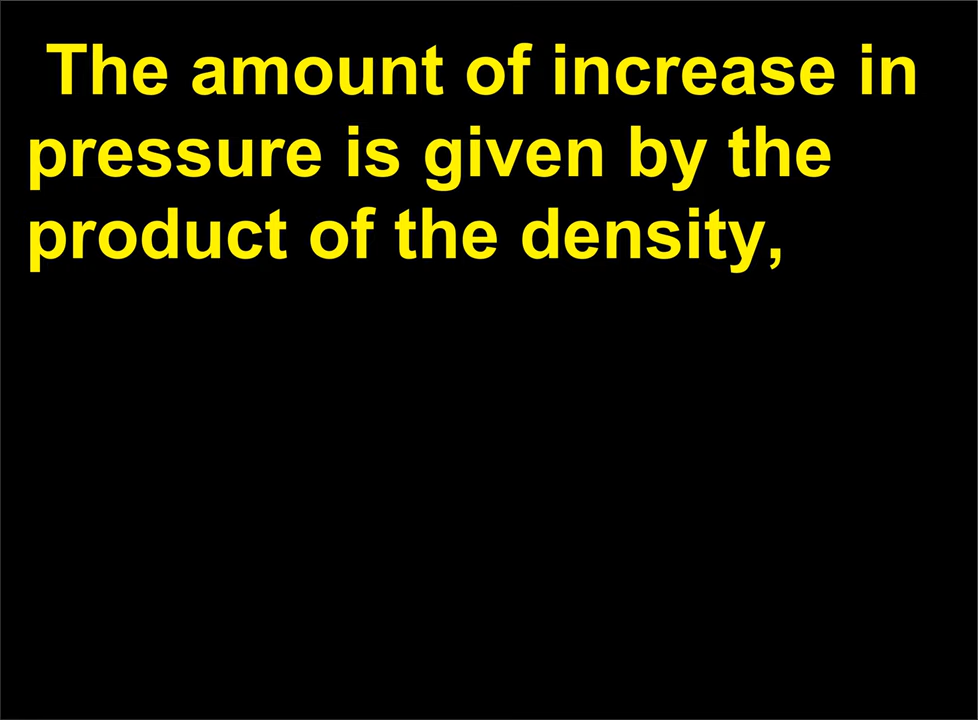 The amount of increase in
pressure is given by the
product of the density,